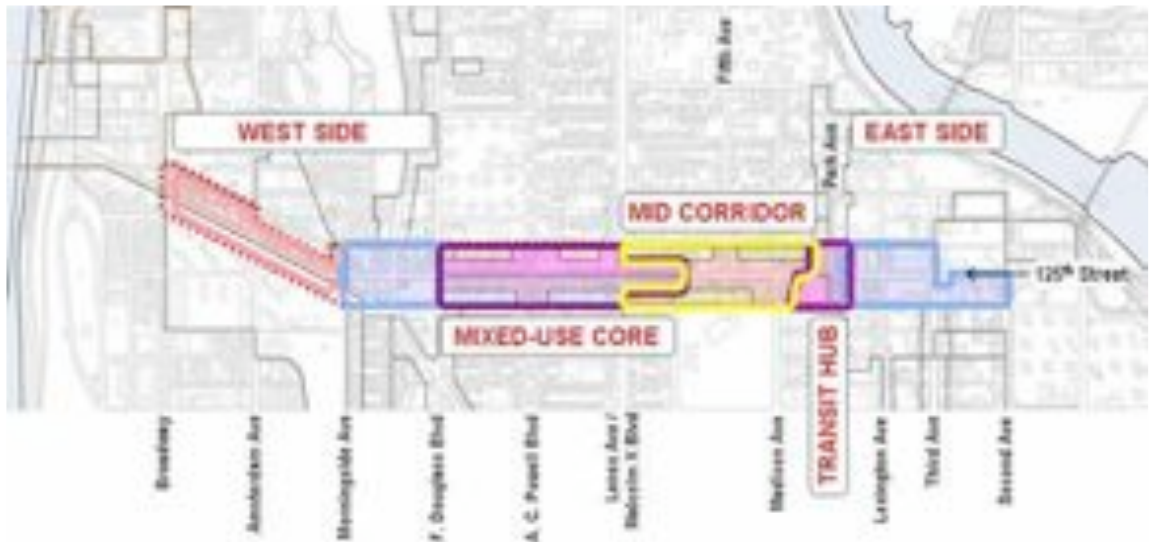 Fifth Ave
WEST SIDE
EAST SIDE
Park Ave
MID CORRIDOR
125th Street
MIXED-USE CORE
TRANSIT HUB
Broadway
Amsterdam Ave
Morningside Ave
F. Douglass Blvd
A. C. Powell Blvd
Lenox Ave /
Malcolm X Blvd
Madison Ave
Lexington Ave
Third Ave
Second Ave